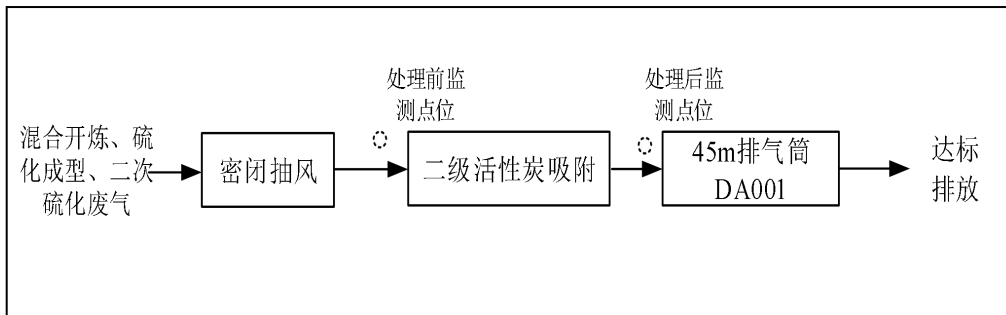 处理前监
测点位
处理后监
测点位
混合开炼、硫
化成型、二次
硫化废气
密闭抽风
二级活性炭吸附
45m排气筒
DA001
达标
排放